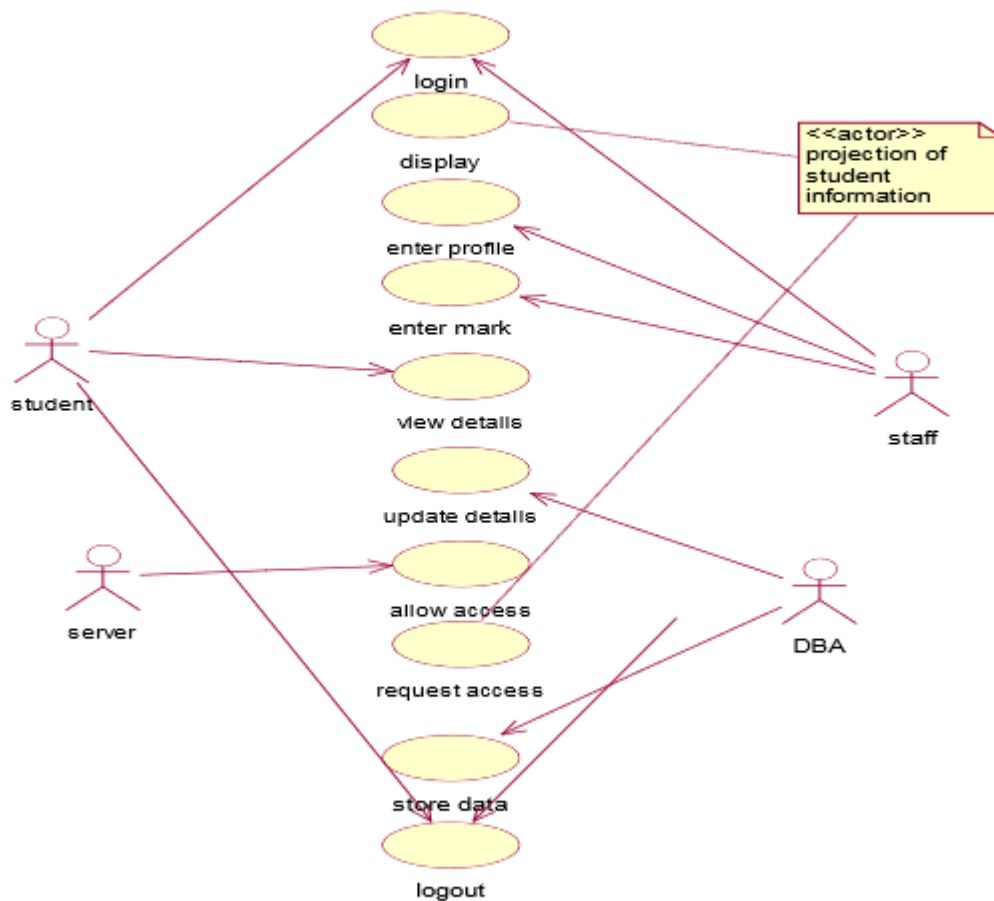 login
display
<<actor>>
projection of
student
information
enter profile
enter mark
student
view details
staff
update details
server
allow access
DBA
request access
store data
logout